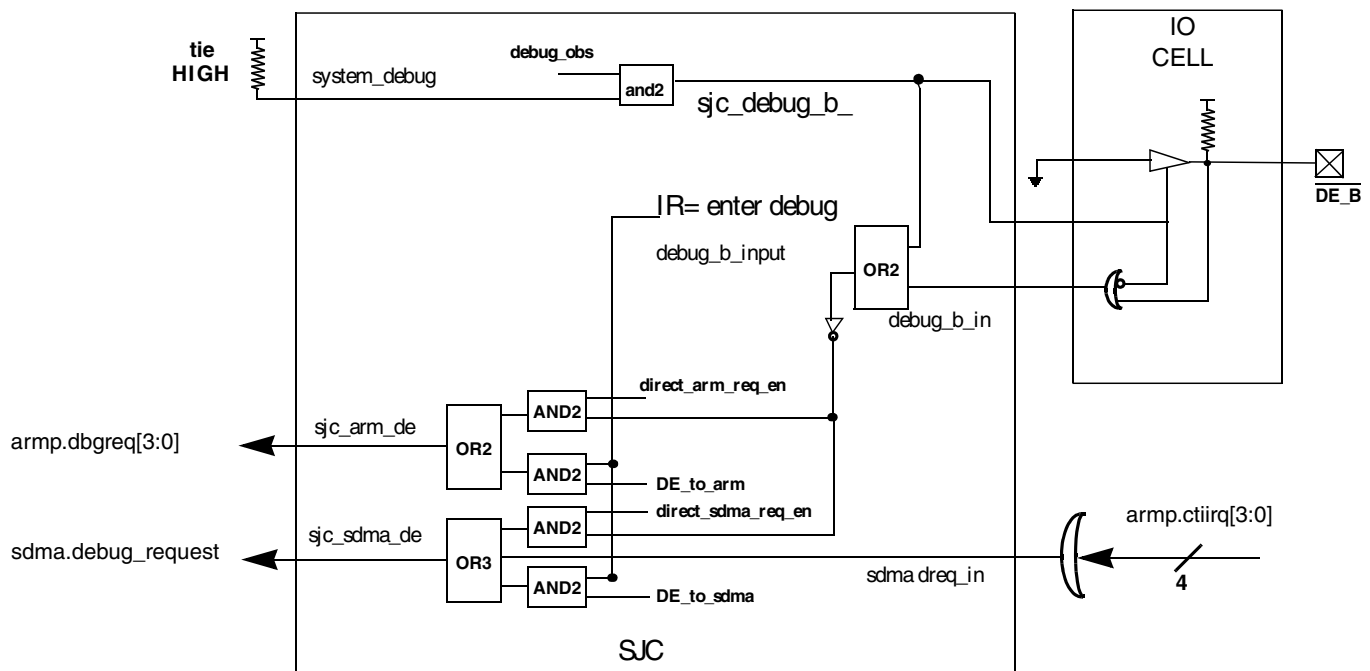 tie
HIGH
system_debug
debug_obs
and2
sjc_debug_b_
IO
CELL
DE_B
IR= enter debug
debug_b_input
OR2
debug_b_in
direct_arm_req_en
AND2
sjc_arm_de
OR2
armp.dbgreq[3:0]
AND2
DE_to_arm
direct_sdma_req_en
AND2
sjc_sdma_de
OR3
sdma.debug_request
AND2
DE_to_sdma
sdma dreq_in
armp.ctiirq[3:0]
4
SJC